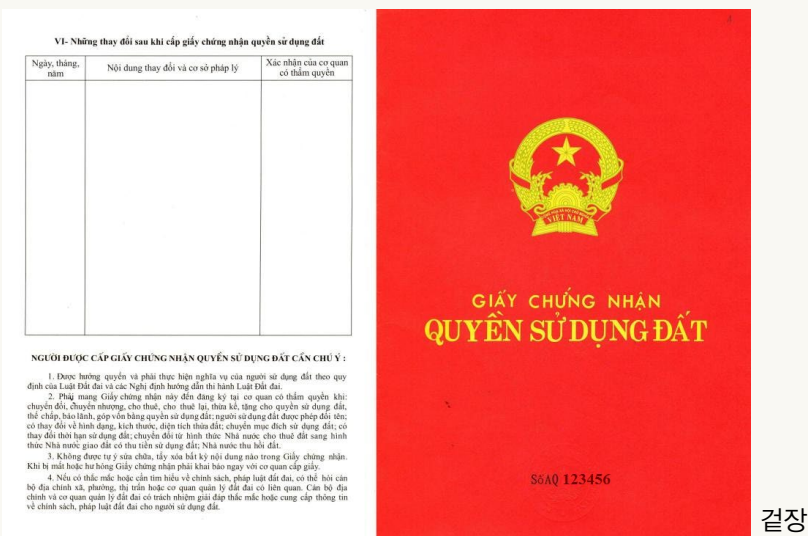 VI- Những thay đổi sau khi cấp giấy chứng nhận quyền sử dụng đất
Ngày, tháng, năm
Nội dung thay đổi và cơ sở pháp lý
Xác nhận của cơ quan có thẩm quyền
NGƯỜI ĐƯỢC CẤP GIẤY CHỨNG NHẬN QUYỀN SỬ DỤNG ĐẤT CẦN CHÚ Ý :
1. Được hưởng quyền và phải thực hiện nghĩa vụ của người sử dụng đất theo quy
định của Luật Đất đai và các Nghị định hướng dẫn thi hành Luật Đất đai.
2. Phải mang Giấy chứng nhận này đến đăng ký tại cơ quan có thẩm quyền khi:
chuyển đổi, chuyển nhượng, cho thuê, cho thuê lại, thừa kế, tặng cho quyền sử dụng đất,
thế chấp, bảo lãnh, góp vốn bằng quyền sử dụng đất; người sử dụng đất được phép đổi tên;
có thay đổi về hình dạng, kích thước, diện tích thửa đất; chuyển mục đích sử dụng đất; có
thay đổi thời hạn sử dụng đất; chuyển đổi từ hình thức Nhà nước cho thuê đất sang hình
thức Nhà nước giao đất có thu tiền sử dụng đất; Nhà nước thu hồi đất.
3. Không được tự ý sửa chữa, tẩy xóa bất kỳ nội dung nào trong Giấy chứng nhận.
Khi bị mất hoặc hư hỏng Giấy chứng nhận phải khai báo ngay với cơ quan cấp giấy.
4. Nếu có thắc mắc hoặc cần tìm hiểu về chính sách, pháp luật đất đai, có thể hỏi cán
bộ địa chính xã, phường, thị trấn hoặc cơ quan quản lý đất đai có liên quan. Cán bộ địa
chính và cơ quan quản lý đất đai có trách nhiệm giải đáp thắc mắc hoặc cung cấp thông tin
về chính sách, pháp luật đất đai cho người sử dụng đất.
VIỆT NAM
GIẤY CHỨNG NHẬN
QUYỀN SỬ DỤNG ĐẤT
SốAQ 123456
겉장